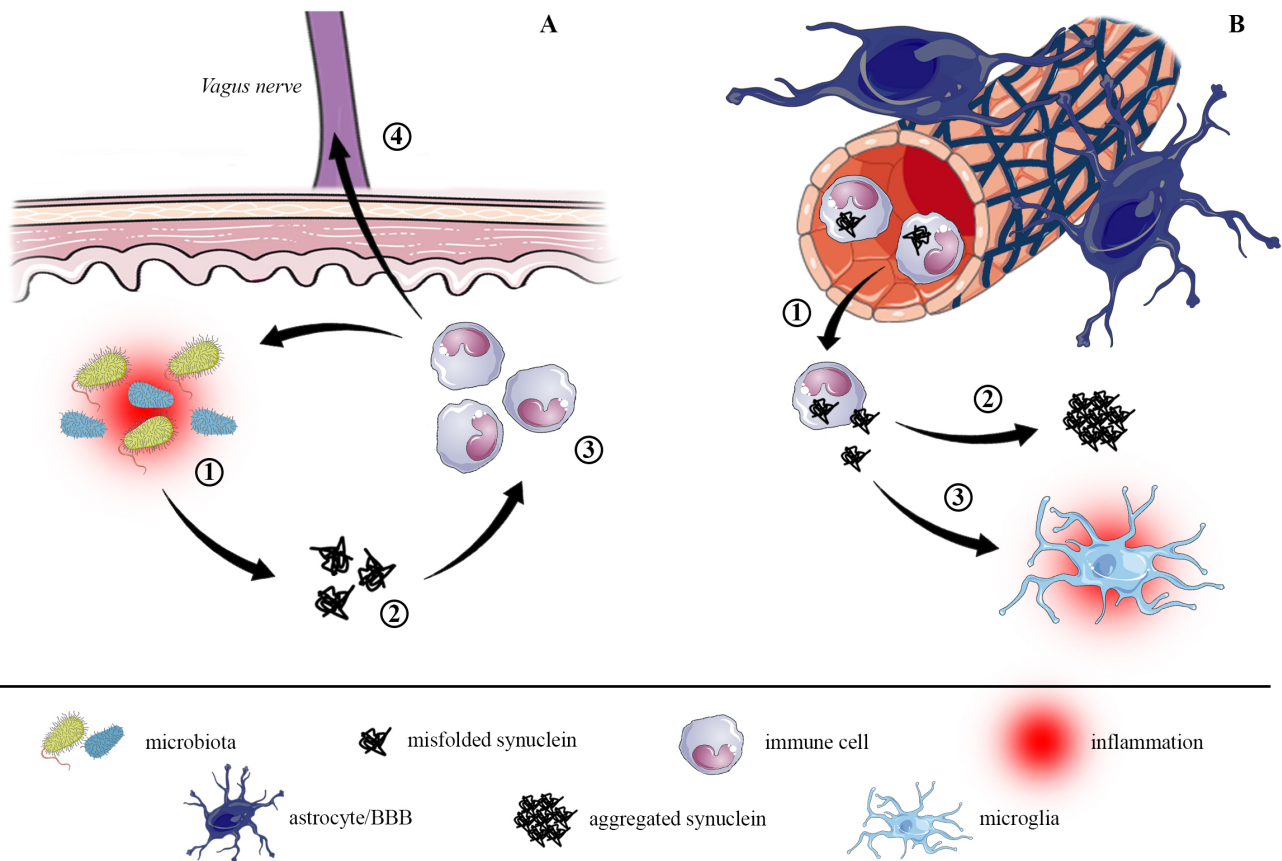 A
B
Vagus nerve
④
①
③
②
①
②
③
microbiota
misfolded synuclein
immune cell
inflammation
astrocyte/BBB
aggregated synuclein
microglia